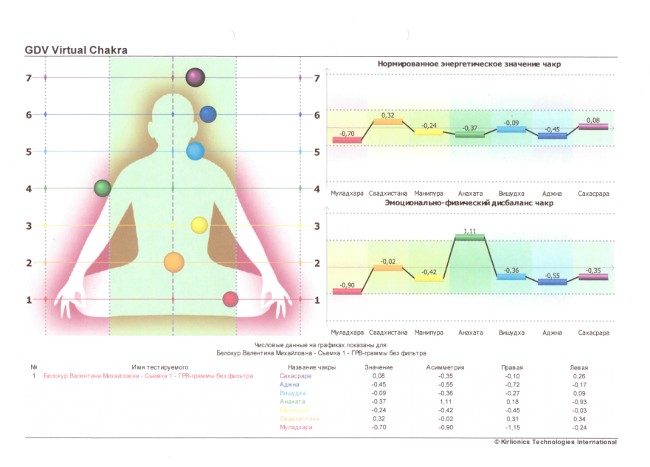 GDV Virtual Chakra
Нормированное энергетическое значение чакр
7 7
6 6
5 5
4 4
3 3
2 2
1 1
-0,70 0,32 -0,24 -0,37 -0,09 -0,45 0,08
Муладхара Свадхистана Манипура Анахата Вишудха Аджна Сахасрара
Эмоционально-физический дисбаланс чакр
-0,90 -0,02 -0,42 1,11 -0,36 -0,55 -0,35
Муладхара Свадхистана Манипура Анахата Вишудха Аджна Сахасрара
Числовые данные на графиках показаны для:
Белокур Валентина Михайловна - Съемка 1 - ГРВ-граммы без фильтра
№ Имя тестируемого Название чакры Значение Асимметрия Правая Левая
1 Белокур Валентина Михайловна - Съемка 1 - ГРВ-граммы без фильтра Сахасрара 0,08 -0,35 -0,10 0,26
Аджна -0,45 -0,55 -0,72 -0,17
Вишудха -0,09 -0,36 -0,27 0,09
Анахата -0,37 1,11 0,18 -0,93
Манипура -0,24 -0,42 -0,45 -0,03
Свадхистана 0,32 -0,02 0,31 0,34
Муладхара -0,70 -0,90 -1,15 -0,24
© Kirlionics Technologies International